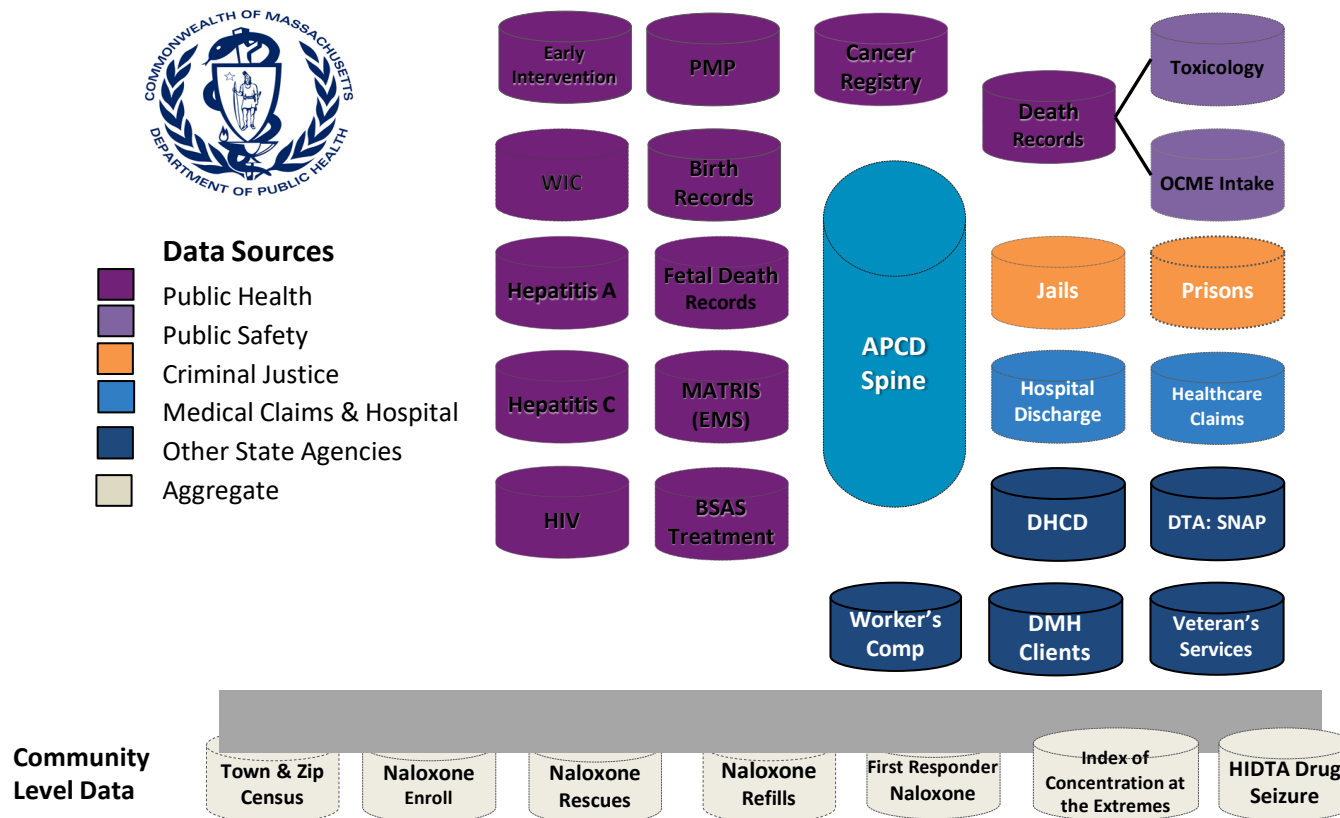 COMMONWEALTH OF MASSACHUSETTS
DEPARTMENT OF PUBLIC HEALTH
Data Sources
Public Health
Public Safety
Criminal Justice
Medical Claims & Hospital
Other State Agencies
Aggregate
Early
Intervention
PMP
Cancer
Registry
Death
Records
Toxicology
OCME Intake
WIC
Birth
Records
Hepatitis A
Fetal Death
Records
APCD
Spine
Jails
Prisons
Hepatitis C
MATRIS
(EMS)
Hospital
Discharge
Healthcare
Claims
HIV
BSAS
Treatment
DHCD
DTA: SNAP
Worker's
Comp
DMH
Clients
Veteran's
Services
Community
Level Data
Town & Zip
Census
Naloxone
Enroll
Naloxone
Rescues
Naloxone
Refills
First Responder
Naloxone
Index of
Concentration at
the Extremes
HIDTA Drug
Seizure